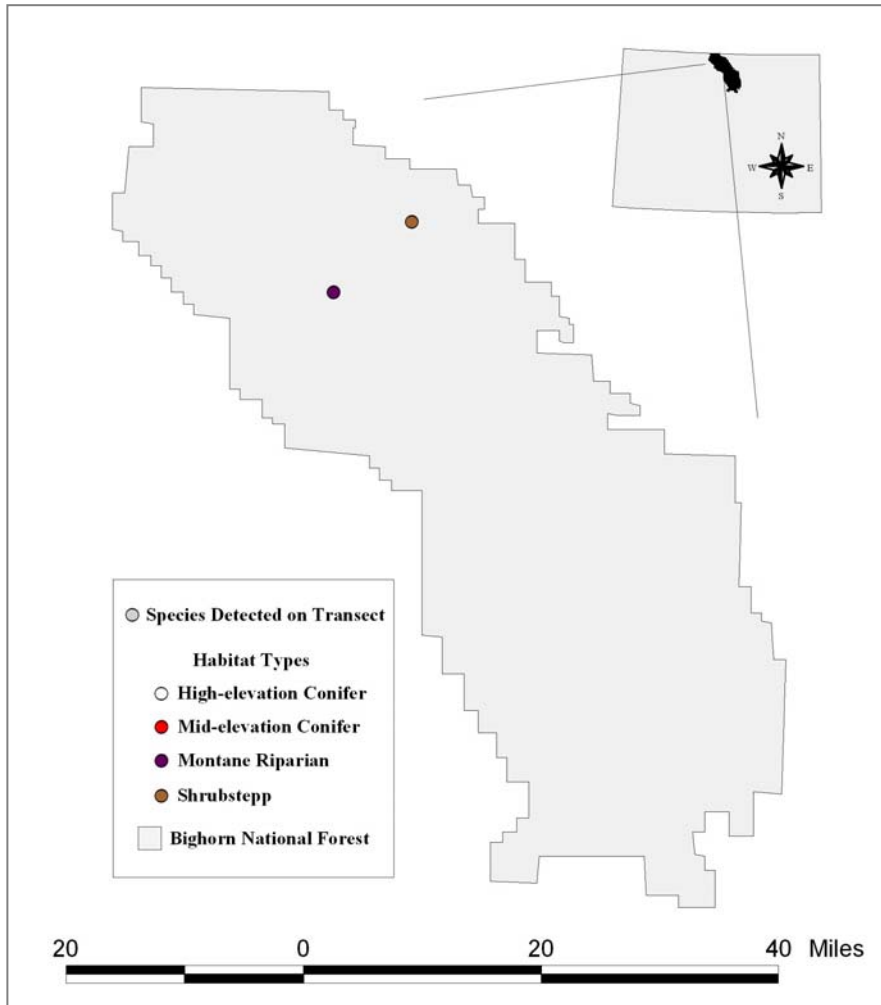 N
W E
S
Species Detected on Transect
Habitat Types
High-elevation Conifer
Mid-elevation Conifer
Montane Riparian
Shrubstepp
Bighorn National Forest
20 0 20 40 Miles